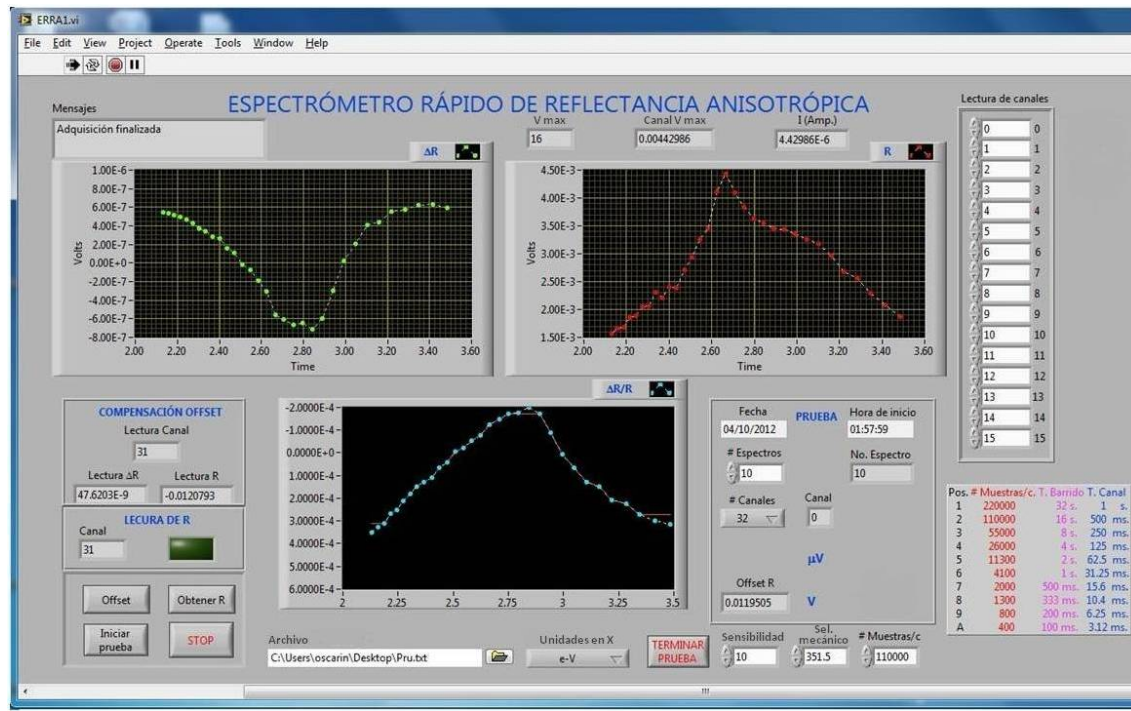 ERRA1.vi
File Edit View Project Operate Tools Window Help
ESPECTRÓMETRO RÁPIDO DE REFLECTANCIA ANISOTRÓPICA
Mensajes
Adquisición finalizada
V max Canal V max I (Amp.)
16 0.00442986 4.42986E-6
ΔR
1.00E-6
8.00E-7
6.00E-7
4.00E-7
2.00E-7
0.00E+0
-2.00E-7
-4.00E-7
-6.00E-7
-8.00E-7
Volts
2.00 2.20 2.40 2.60 2.80 3.00 3.20 3.40 3.60
Time
R
4.50E-3
4.00E-3
3.50E-3
3.00E-3
2.50E-3
2.00E-3
1.50E-3
Volts
2.00 2.20 2.40 2.60 2.80 3.00 3.20 3.40 3.60
Time
Lectura de canales
0 0
1 1
2 2
3 3
4 4
5 5
6 6
7 7
8 8
9 9
10 10
11 11
12 12
13 13
14 14
15 15
COMPENSACIÓN OFFSET
Lectura Canal
31
Lectura ΔR Lectura R
47.6203E-9 -0.0120793
LECURA DE R
Canal
31
Offset Obtener R
Iniciar prueba
STOP
ΔR/R
-2.0000E-4
0.0000E+0
1.0000E-4
2.0000E-4
3.0000E-4
4.0000E-4
5.0000E-4
6.0000E-4
2 2.25 2.5 2.75 3 3.25 3.5
Archivo
C:\Users\oscarin\Desktop\Pru.txt
Unidades en X
e-V
TERMINAR PRUEBA
Fecha PRUEBA Hora de inicio
04/10/2012 01:57:59
# Espectros No. Espectro
10 10
# Canales Canal
32 0
µV
Offset R
0.0119505 V
Sensibilidad Sel. mecánico # Muestras/c
10 351.5 110000
Pos. # Muestras/c. T. Barrido T. Canal
1 220000 32 s. 1 s.
2 110000 16 s. 500 ms.
3 55000 8 s. 250 ms.
4 26000 4 s. 125 ms.
5 11300 2 s. 62.5 ms.
6 4100 1 s. 31.25 ms.
7 2000 500 ms. 15.6 ms.
8 1300 333 ms. 10.4 ms.
9 800 200 ms. 6.25 ms.
A 400 100 ms. 3.12 ms.